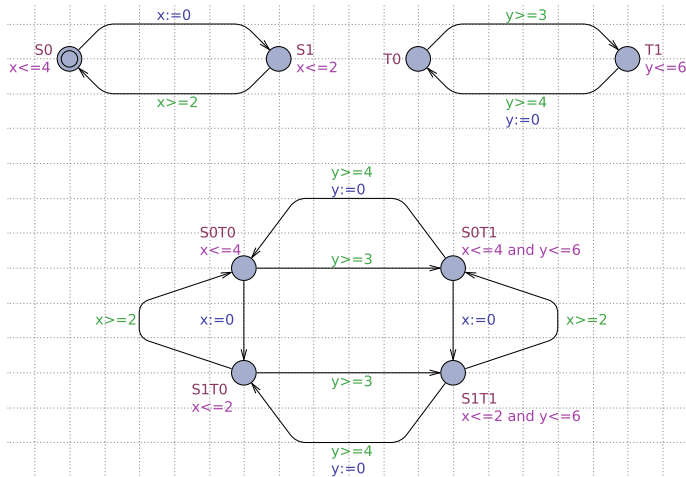 x:=0
S0
x<=4
S1
x<=2
x>=2
y>=3
T0
T1
y<=6
y>=4
y:=0
y>=4
y:=0
S0T0
x<=4
S0T1
x<=4 and y<=6
y>=3
x>=2
x:=0
x:=0
x>=2
y>=3
S1T0
x<=2
S1T1
x<=2 and y<=6
y>=4
y:=0